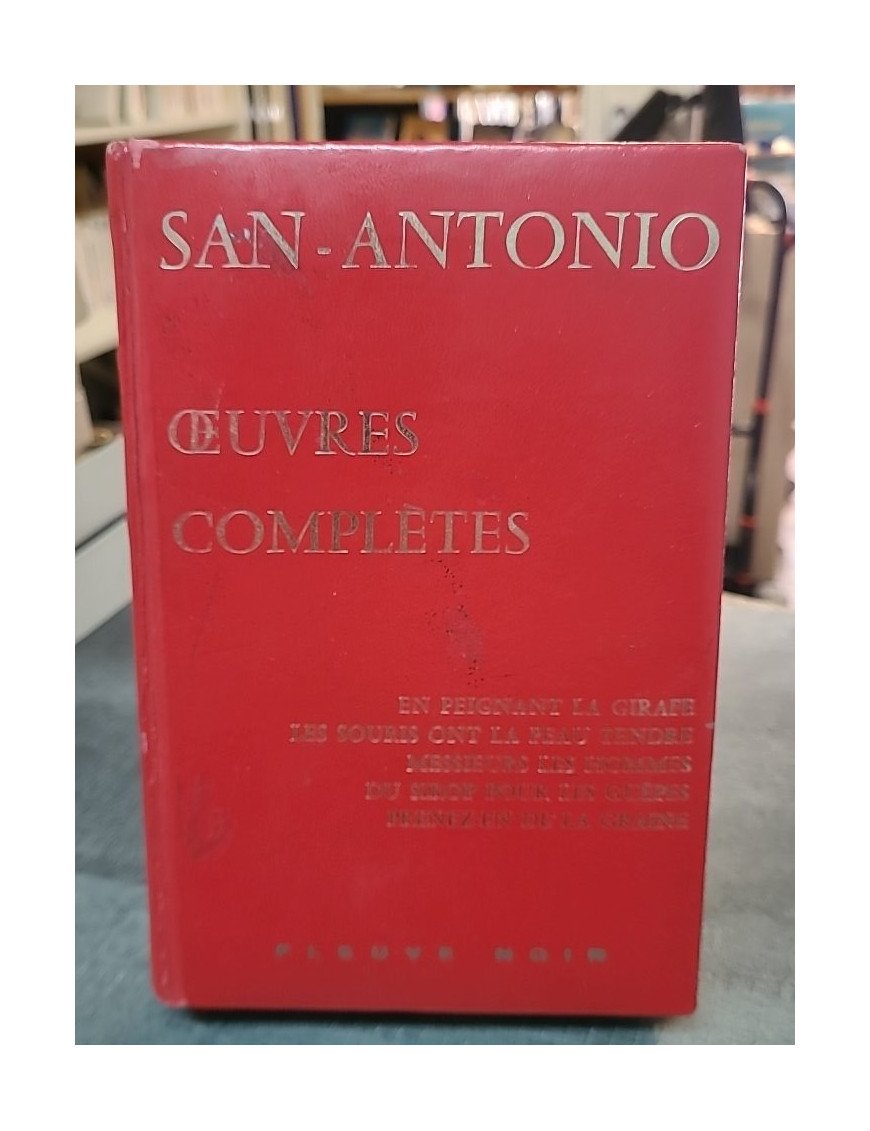 SAN-ANTONIO
ŒUVRES
COMPLÈTES
EN PEIGNANT LA GIRAFE
LES SOURIS ONT LA PEAU TENDRE
MESSIEURS LES HOMMES
DU SIROP POUR LES GUÊPES
PRENEZ-EN DE LA GRAINE
FLEUVE NOIR